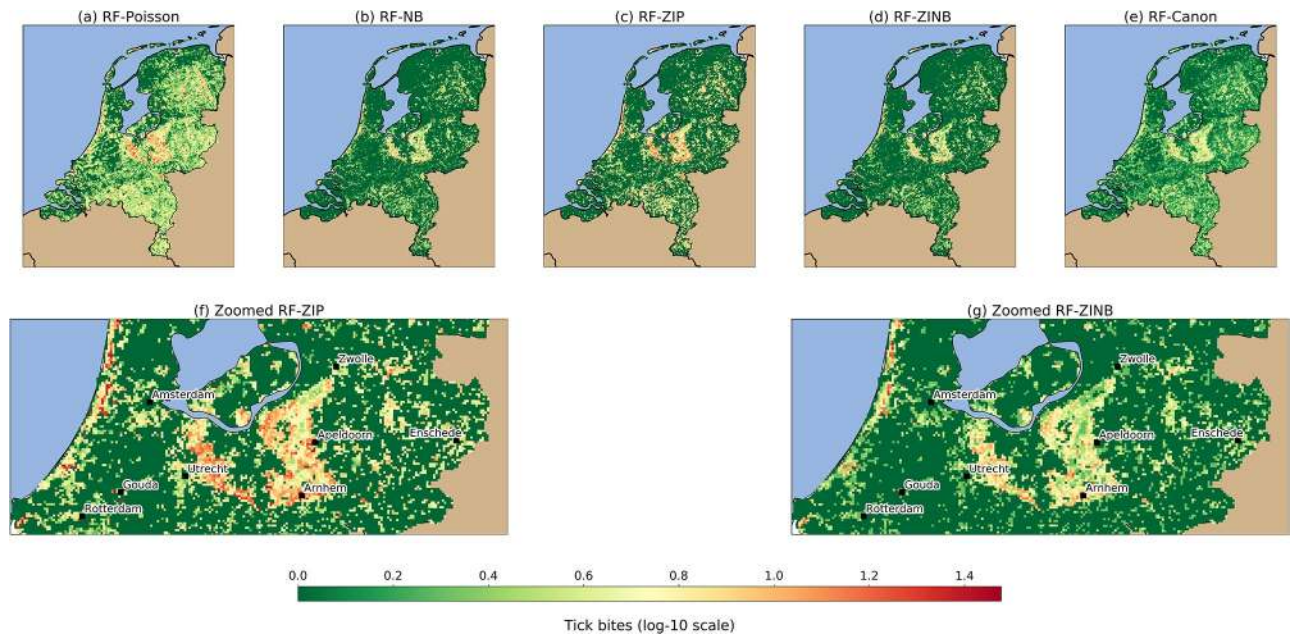 (a) RF-Poisson (b) RF-NB (c) RF-ZIP (d) RF-ZINB (e) RF-Canon
(f) Zoomed RF-ZIP (g) Zoomed RF-ZINB
Zwolle Zwolle
Amsterdam Amsterdam
Apeldoorn Enschede Apeldoorn Enschede
Utrecht Utrecht
Gouda Arnhem Gouda Arnhem
Rotterdam Rotterdam
0.0 0.2 0.4 0.6 0.8 1.0 1.2 1.4
Tick bites (log-10 scale)